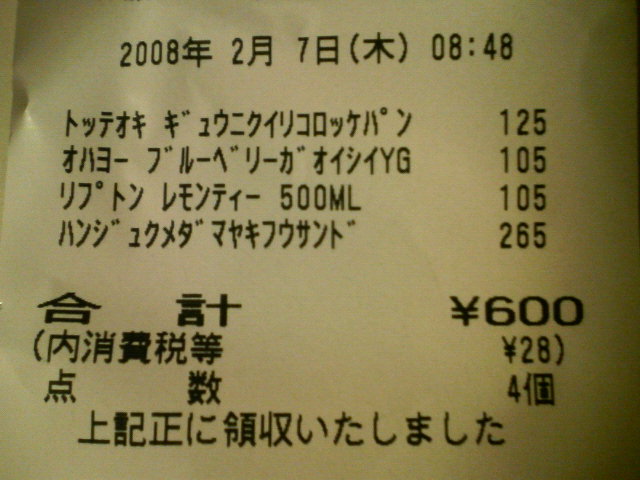 2008年 2月 7日(木) 08:48
ﾄｯﾃｵｷ ｷﾞｭｳﾆｸｲﾘｺﾛｯｹﾊﾟﾝ 125
ｵﾊﾖｰ ﾌﾞﾙｰﾍﾞﾘｰｶﾞｵｲｼｲYG 105
ﾘﾌﾟﾄﾝ ﾚﾓﾝﾃｨｰ 500ML 105
ﾊﾝｼﾞｭｸﾒﾀﾞﾏﾔｷﾌｳｻﾝﾄﾞ 265
合 計 ¥600
(内消費税等 ¥28)
点 数 4個
上記正に領収いたしました